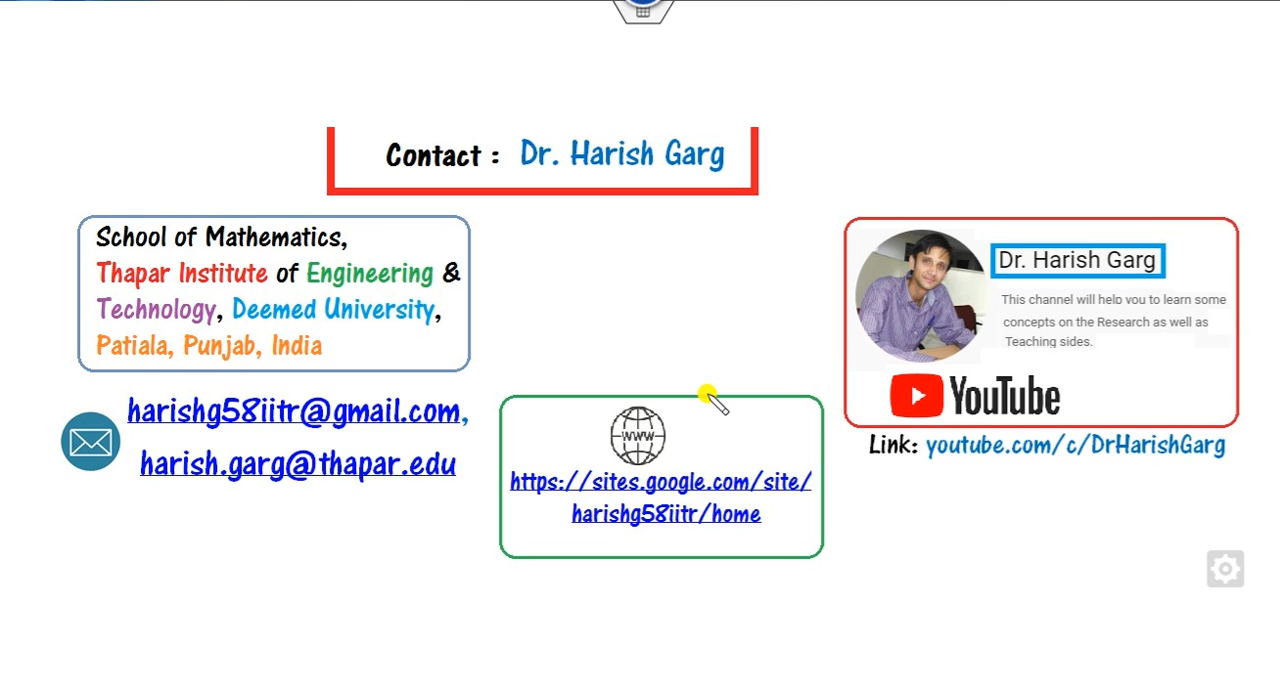 Contact : Dr. Harish Garg
School of Mathematics,
Thapar Institute of Engineering &
Technology, Deemed University,
Patiala, Punjab, India
harishg58iitr@gmail.com,
harish.garg@thapar.edu
WWW
https://sites.google.com/site/
harishg58iitr/home
Dr. Harish Garg
This channel will help you to learn some
concepts on the Research as well as
Teaching sides.
YouTube
Link: youtube.com/c/DrHarishGarg